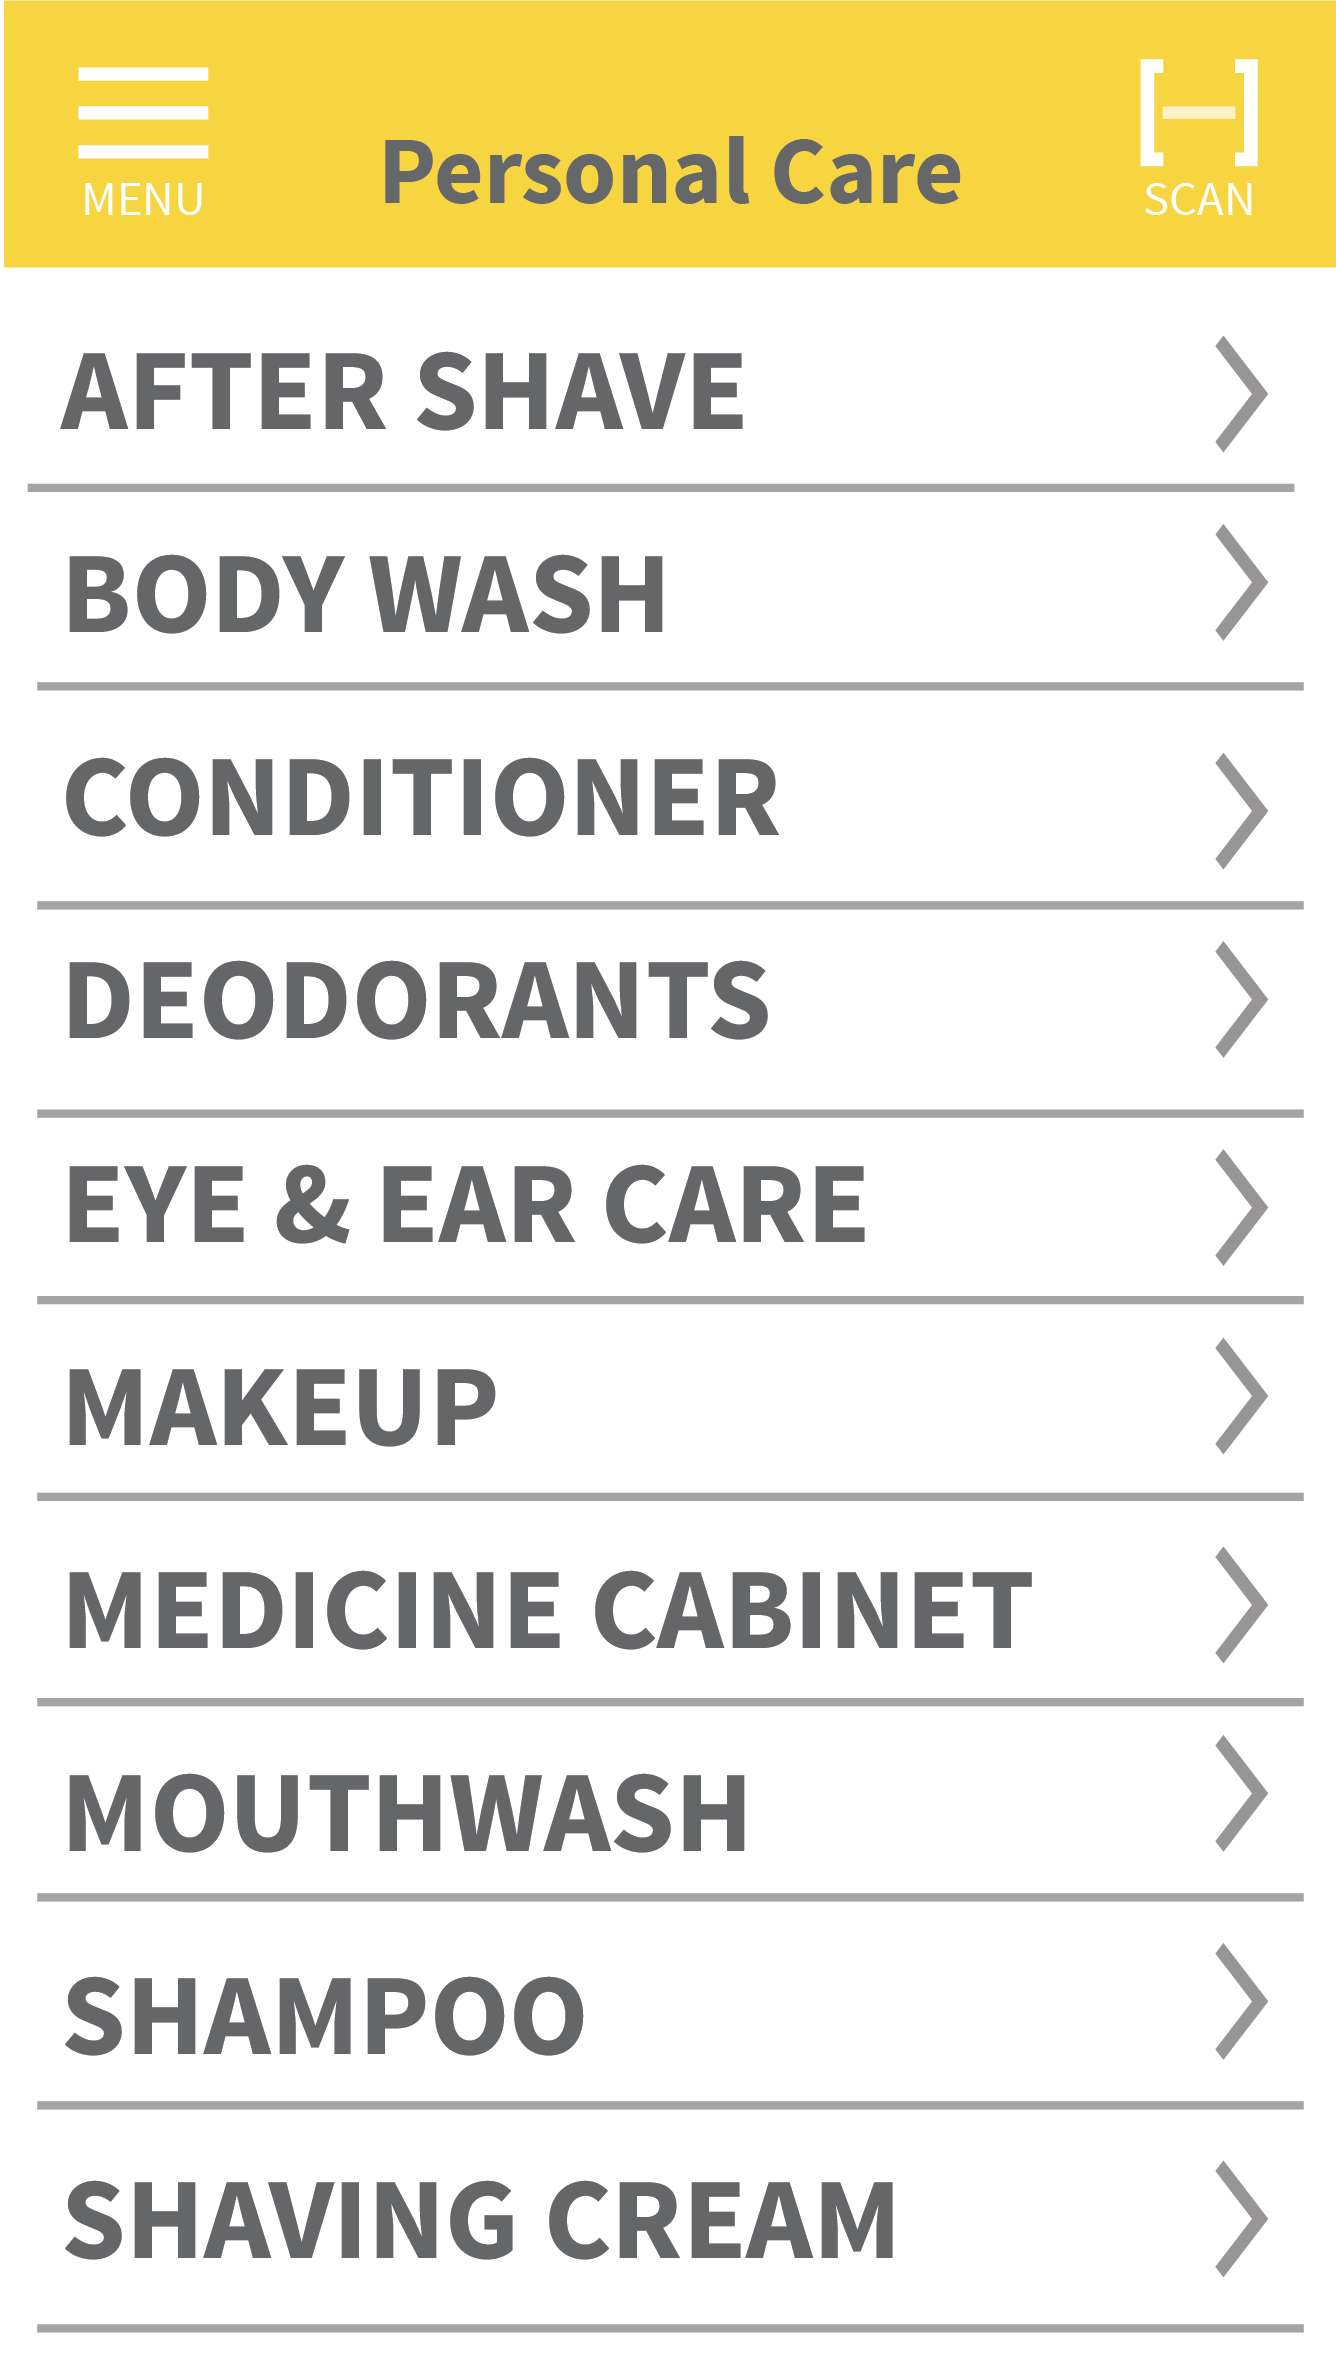 MENU
Personal Care
SCAN
AFTER SHAVE
BODY WASH
CONDITIONER
DEODORANTS
EYE & EAR CARE
MAKEUP
MEDICINE CABINET
MOUTHWASH
SHAMPOO
SHAVING CREAM